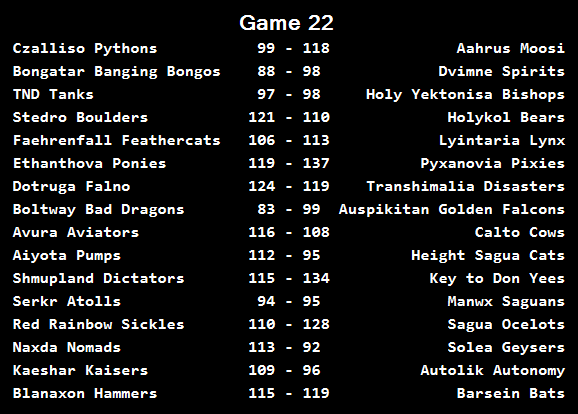 Game 22
Czalliso Pythons 99 - 118 Aahrus Moosi
Bongatar Banging Bongos 88 - 98 Dvimne Spirits
TND Tanks 97 - 98 Holy Yektonisa Bishops
Stedro Boulders 121 - 110 Holykol Bears
Faehrenfall Feathercats 106 - 113 Lyintaria Lynx
Ethanthova Ponies 119 - 137 Pyxanovia Pixies
Dotruga Falno 124 - 119 Transhimalia Disasters
Boltway Bad Dragons 83 - 99 Auspikitan Golden Falcons
Avura Aviators 116 - 108 Calto Cows
Aiyota Pumps 112 - 95 Height Sagua Cats
Shmupland Dictators 115 - 134 Key to Don Yees
Serkr Atolls 94 - 95 Manwx Saguans
Red Rainbow Sickles 110 - 128 Sagua Ocelots
Naxda Nomads 113 - 92 Solea Geysers
Kaeshar Kaisers 109 - 96 Autolik Autonomy
Blanaxon Hammers 115 - 119 Barsein Bats